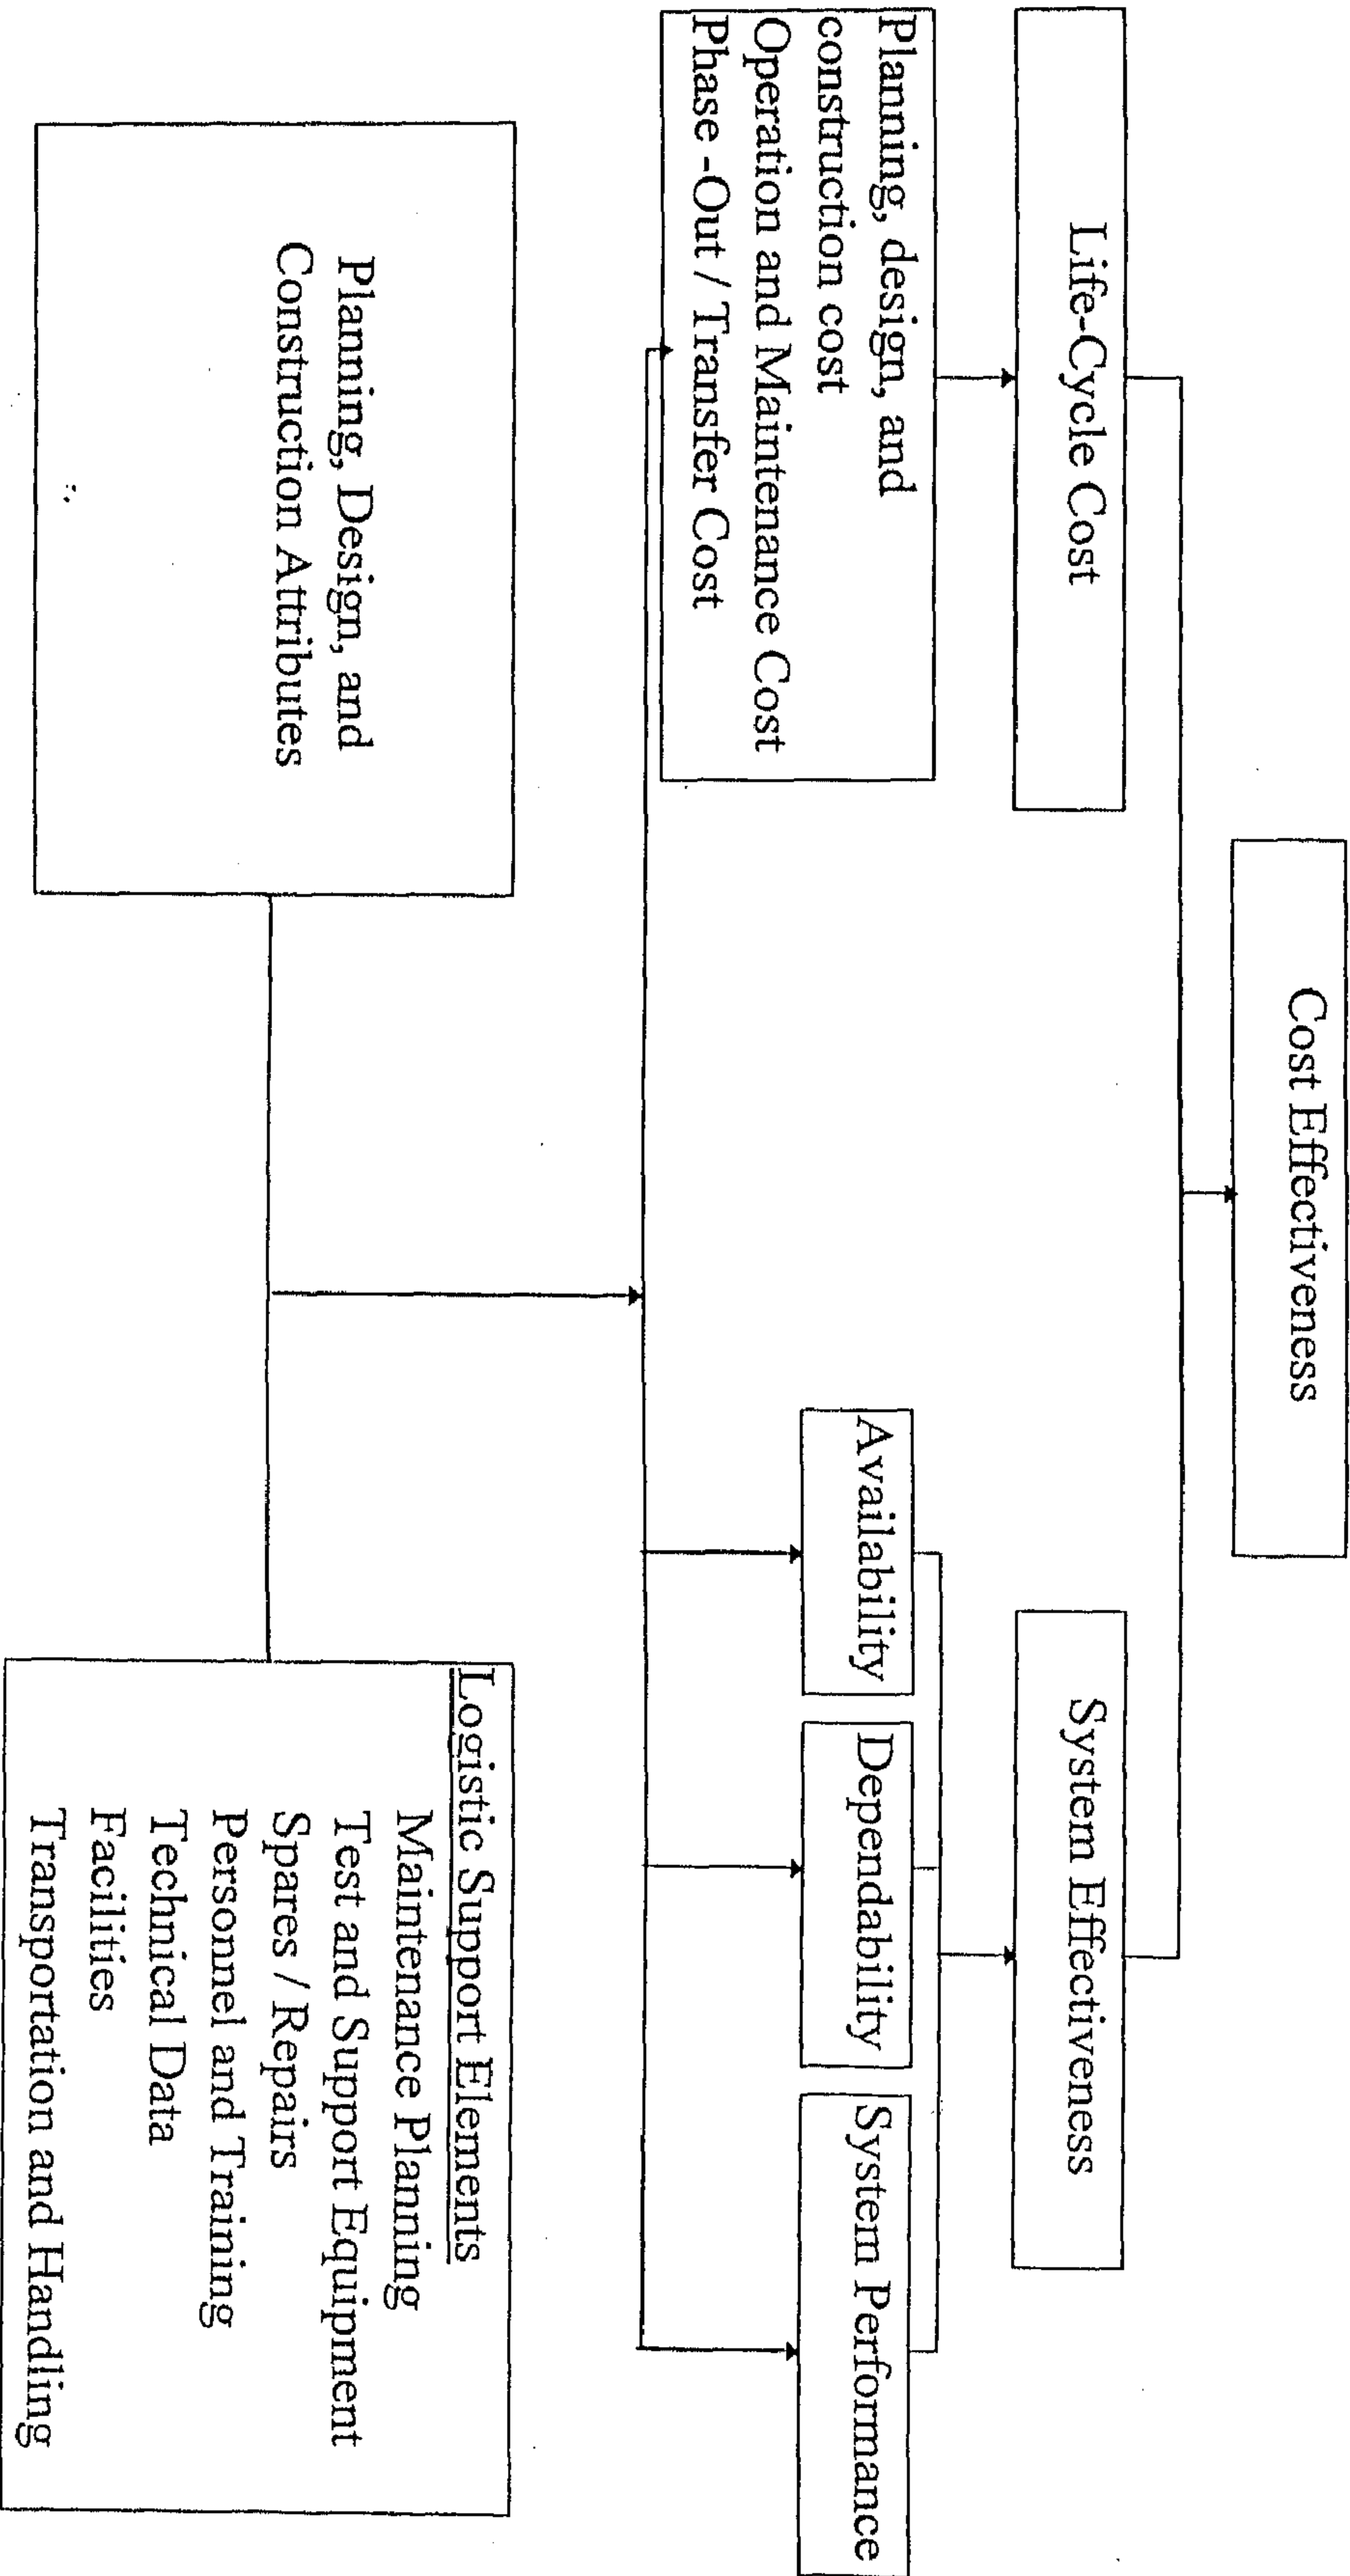 Cost Effectiveness
Life-Cycle Cost
System Effectiveness
Planning, design, and
construction cost
Operation and Maintenance Cost
Phase -Out / Transfer Cost
Availability
Dependability
System Performance
Planning, Design, and
Construction Attributes
Logistic Support Elements
Maintenance Planning
Test and Support Equipment
Spares / Repairs
Personnel and Training
Technical Data
Facilities
Transportation and Handling